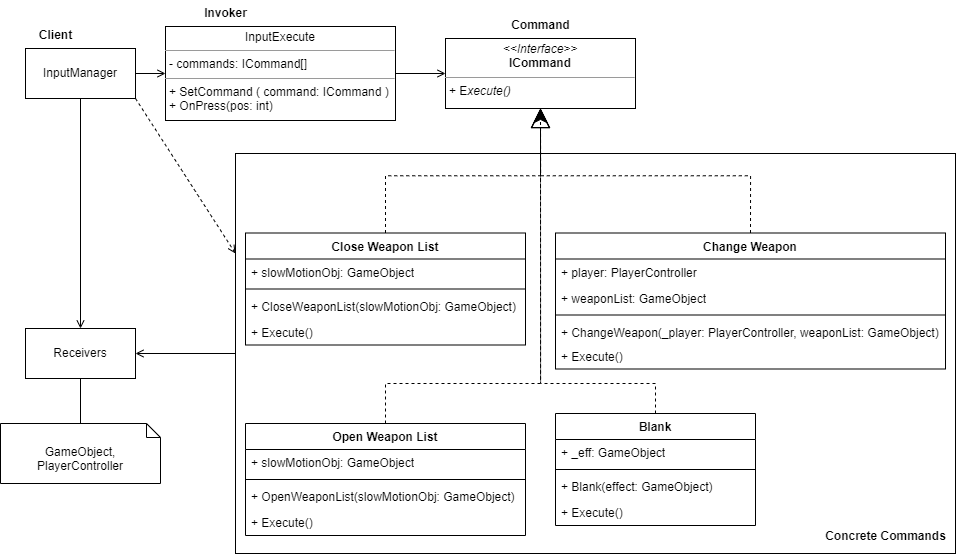 Client
InputManager
Invoker
InputExecute
- commands: ICommand[]
+ SetCommand ( command: ICommand )
+ OnPress(pos: int)
Command
<<Interface>>
ICommand
+ Execute()
Close Weapon List
+ slowMotionObj: GameObject
+ CloseWeaponList(slowMotionObj: GameObject)
+ Execute()
Change Weapon
+ player: PlayerController
+ weaponList: GameObject
+ ChangeWeapon(_player: PlayerController, weaponList: GameObject)
+ Execute()
Receivers
GameObject,
PlayerController
Open Weapon List
+ slowMotionObj: GameObject
+ OpenWeaponList(slowMotionObj: GameObject)
+ Execute()
Blank
+ _eff: GameObject
+ Blank(effect: GameObject)
+ Execute()
Concrete Commands